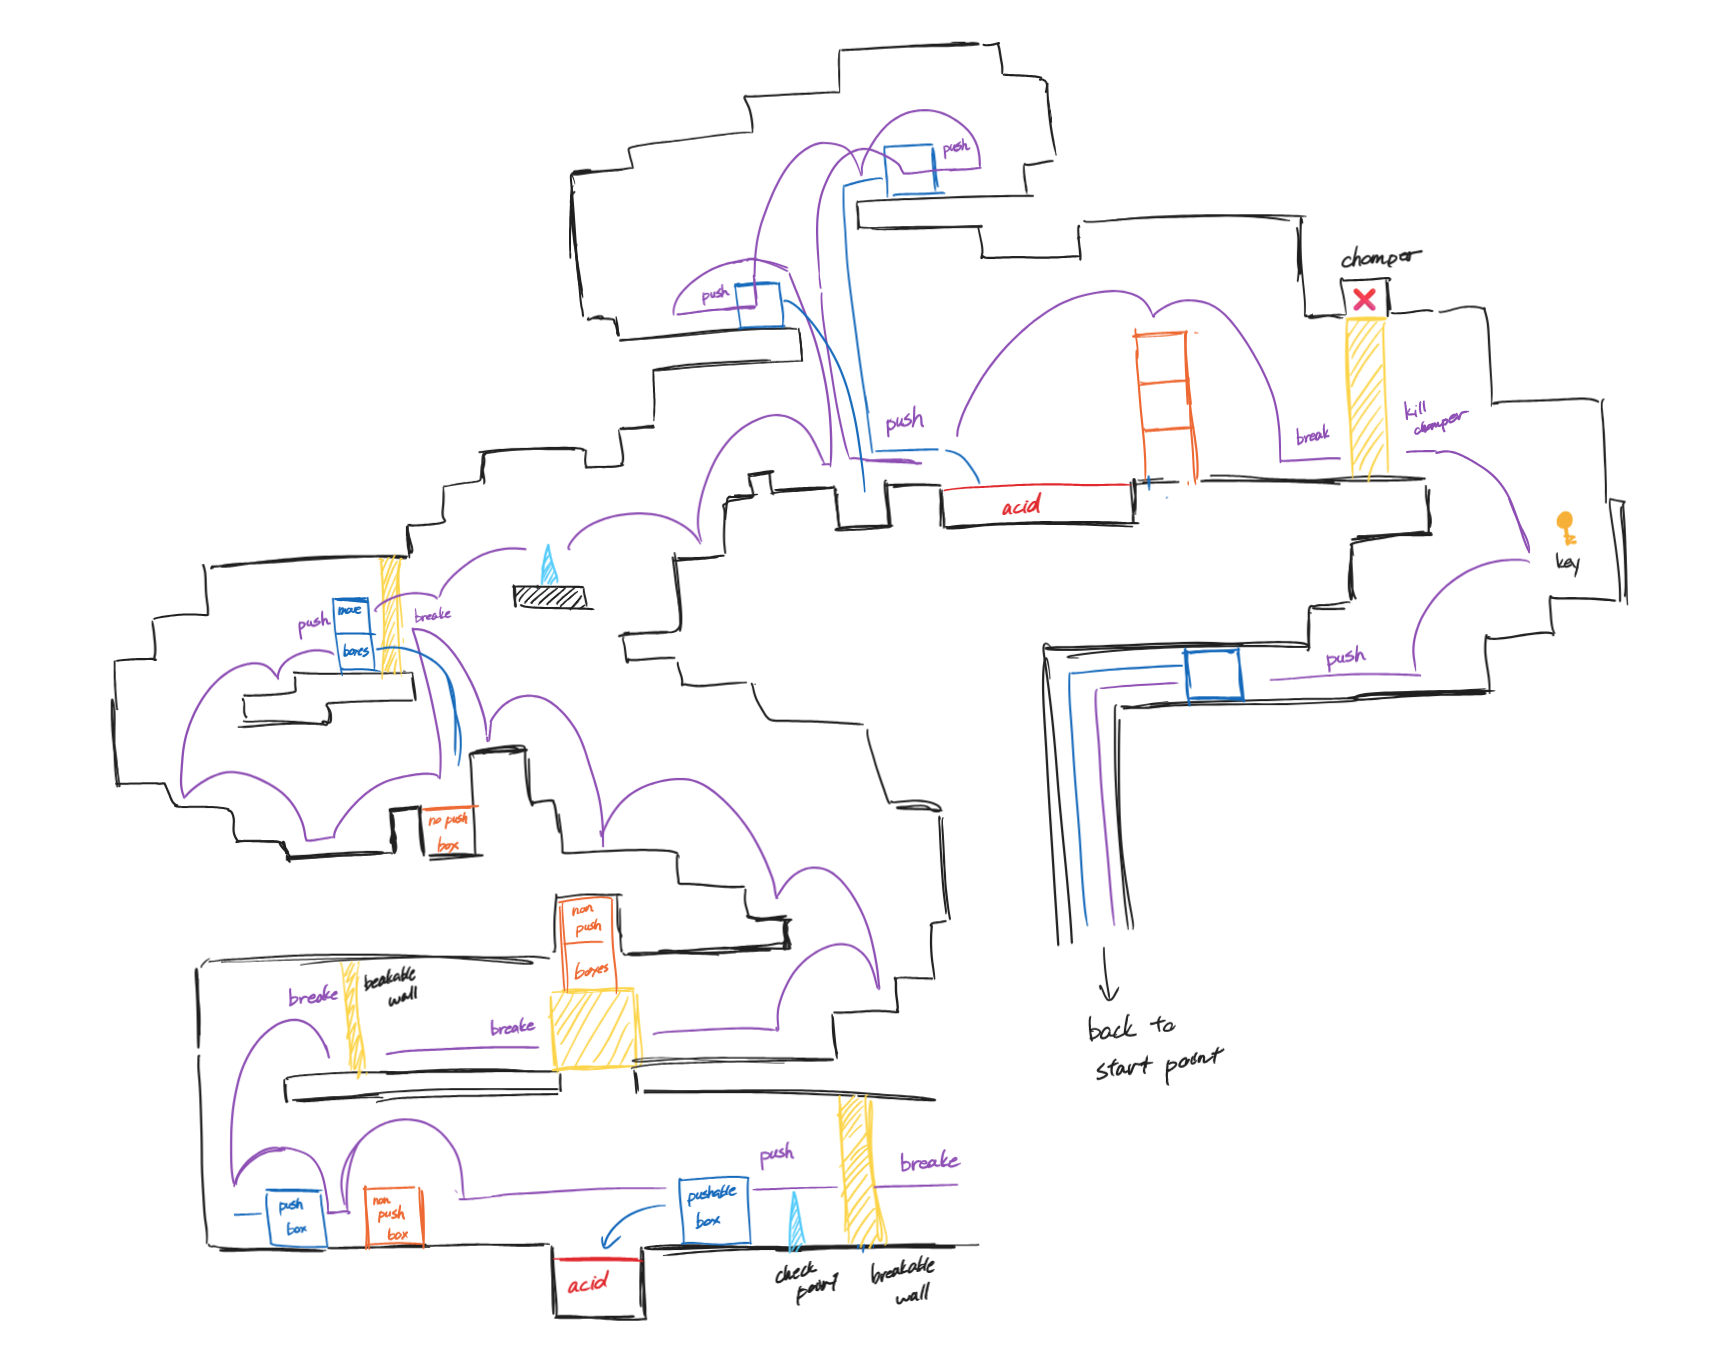 push
chomper
push
push
acid
break
kill
chomper
key
push
move
boxes
breake
push
no push
box
non
push
boxes
breake
beakable
wall
breake
back to
start point
push
breake
pushable
box
push
box
non
push
box
acid
check
point
breakable
wall